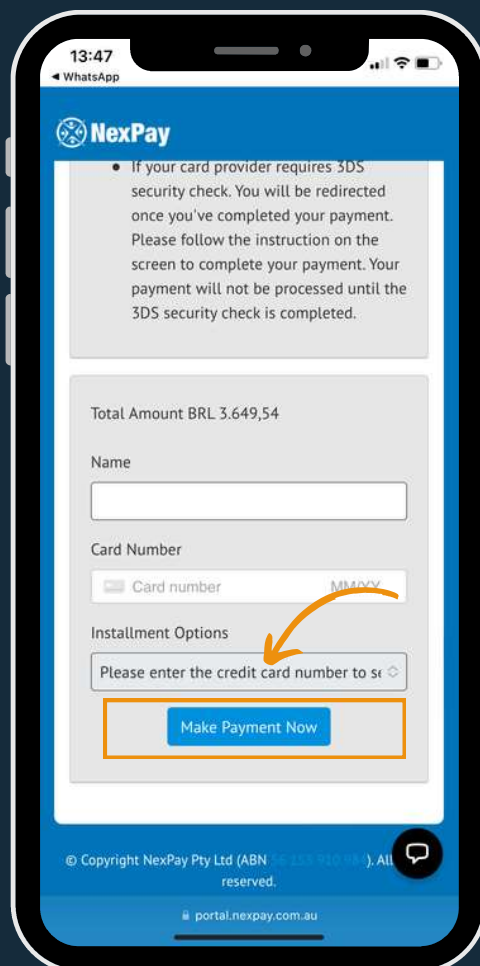 13:47
◀ WhatsApp
NexPay
• If your card provider requires 3DS
security check. You will be redirected
once you've completed your payment.
Please follow the instruction on the
screen to complete your payment. Your
payment will not be processed until the
3DS security check is completed.
Total Amount BRL 3.649,54
Name
Card Number
Card number MM/YY
Installment Options
Please enter the credit card number to se
Make Payment Now
© Copyright NexPay Pty Ltd (ABN 56 153 910 984). All
reserved.
portal.nexpay.com.au